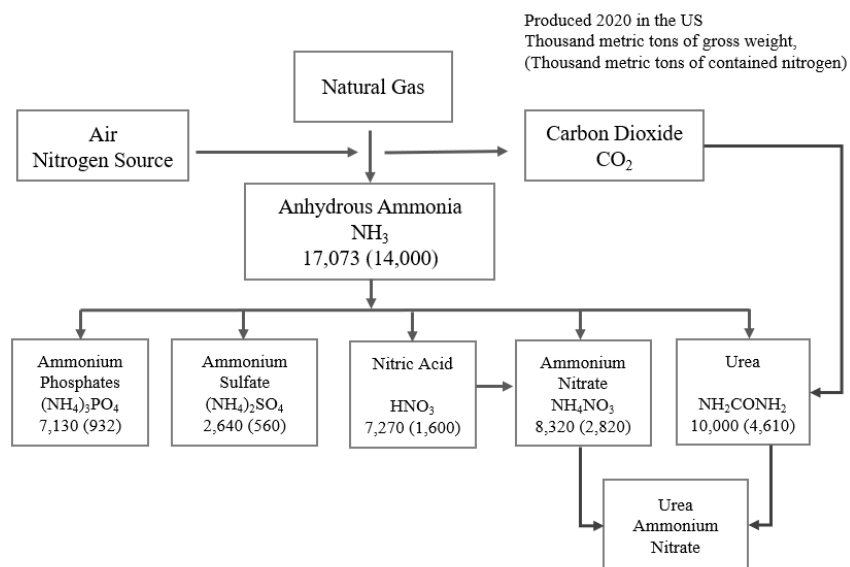 Produced 2020 in the US
Thousand metric tons of gross weight,
(Thousand metric tons of contained nitrogen)
Natural Gas
Air
Nitrogen Source
Carbon Dioxide
CO₂
Anhydrous Ammonia
NH₃
17,073 (14,000)
Ammonium
Phosphates
(NH₄)₃PO₄
7,130 (932)
Ammonium
Sulfate
(NH₄)₂SO₄
2,640 (560)
Nitric Acid
HNO₃
7,270 (1,600)
Ammonium
Nitrate
NH₄NO₃
8,320 (2,820)
Urea
NH₂CONH₂
10,000 (4,610)
Urea
Ammonium
Nitrate